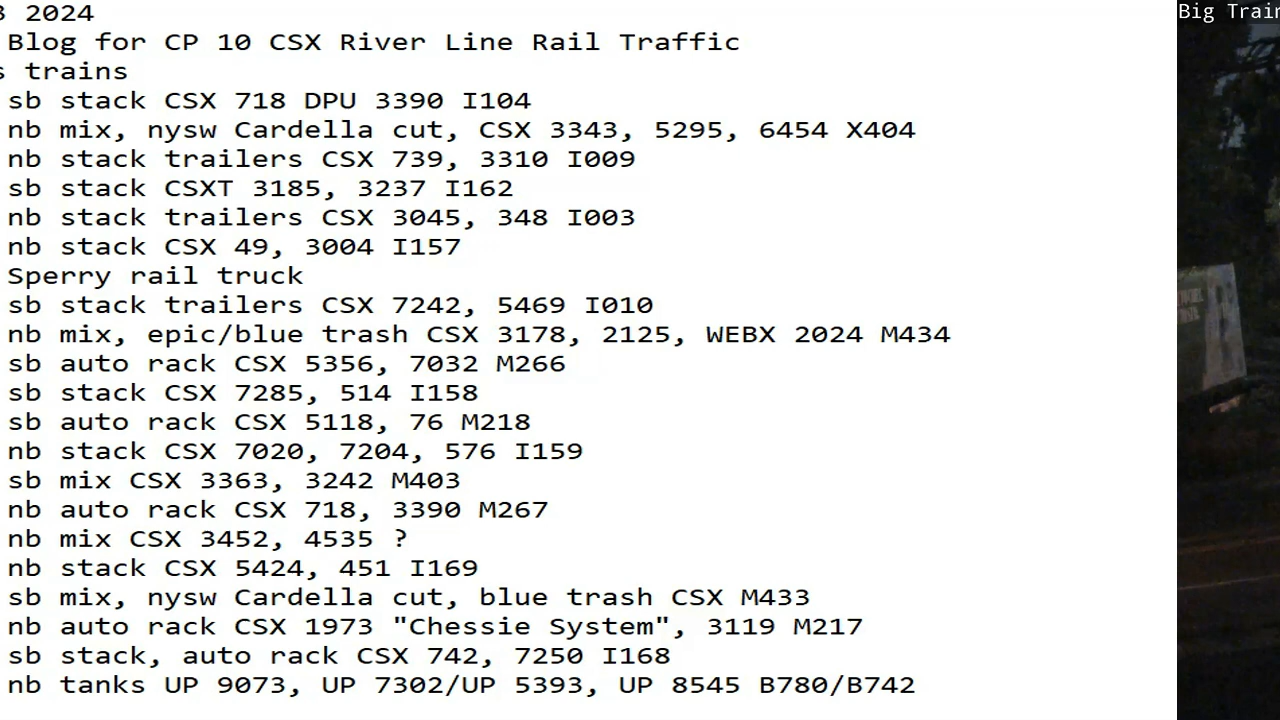 3 2024
Blog for CP 10 CSX River Line Rail Traffic
s trains
sb stack CSX 718 DPU 3390 I104
nb mix, nysw Cardella cut, CSX 3343, 5295, 6454 X404
nb stack trailers CSX 739, 3310 I009
sb stack CSXT 3185, 3237 I162
nb stack trailers CSX 3045, 348 I003
nb stack CSX 49, 3004 I157
Sperry rail truck
sb stack trailers CSX 7242, 5469 I010
nb mix, epic/blue trash CSX 3178, 2125, WEBX 2024 M434
sb auto rack CSX 5356, 7032 M266
sb stack CSX 7285, 514 I158
sb auto rack CSX 5118, 76 M218
nb stack CSX 7020, 7204, 576 I159
sb mix CSX 3363, 3242 M403
nb auto rack CSX 718, 3390 M267
nb mix CSX 3452, 4535 ?
nb stack CSX 5424, 451 I169
sb mix, nysw Cardella cut, blue trash CSX M433
nb auto rack CSX 1973 "Chessie System", 3119 M217
sb stack, auto rack CSX 742, 7250 I168
nb tanks UP 9073, UP 7302/UP 5393, UP 8545 B780/B742
Big Train